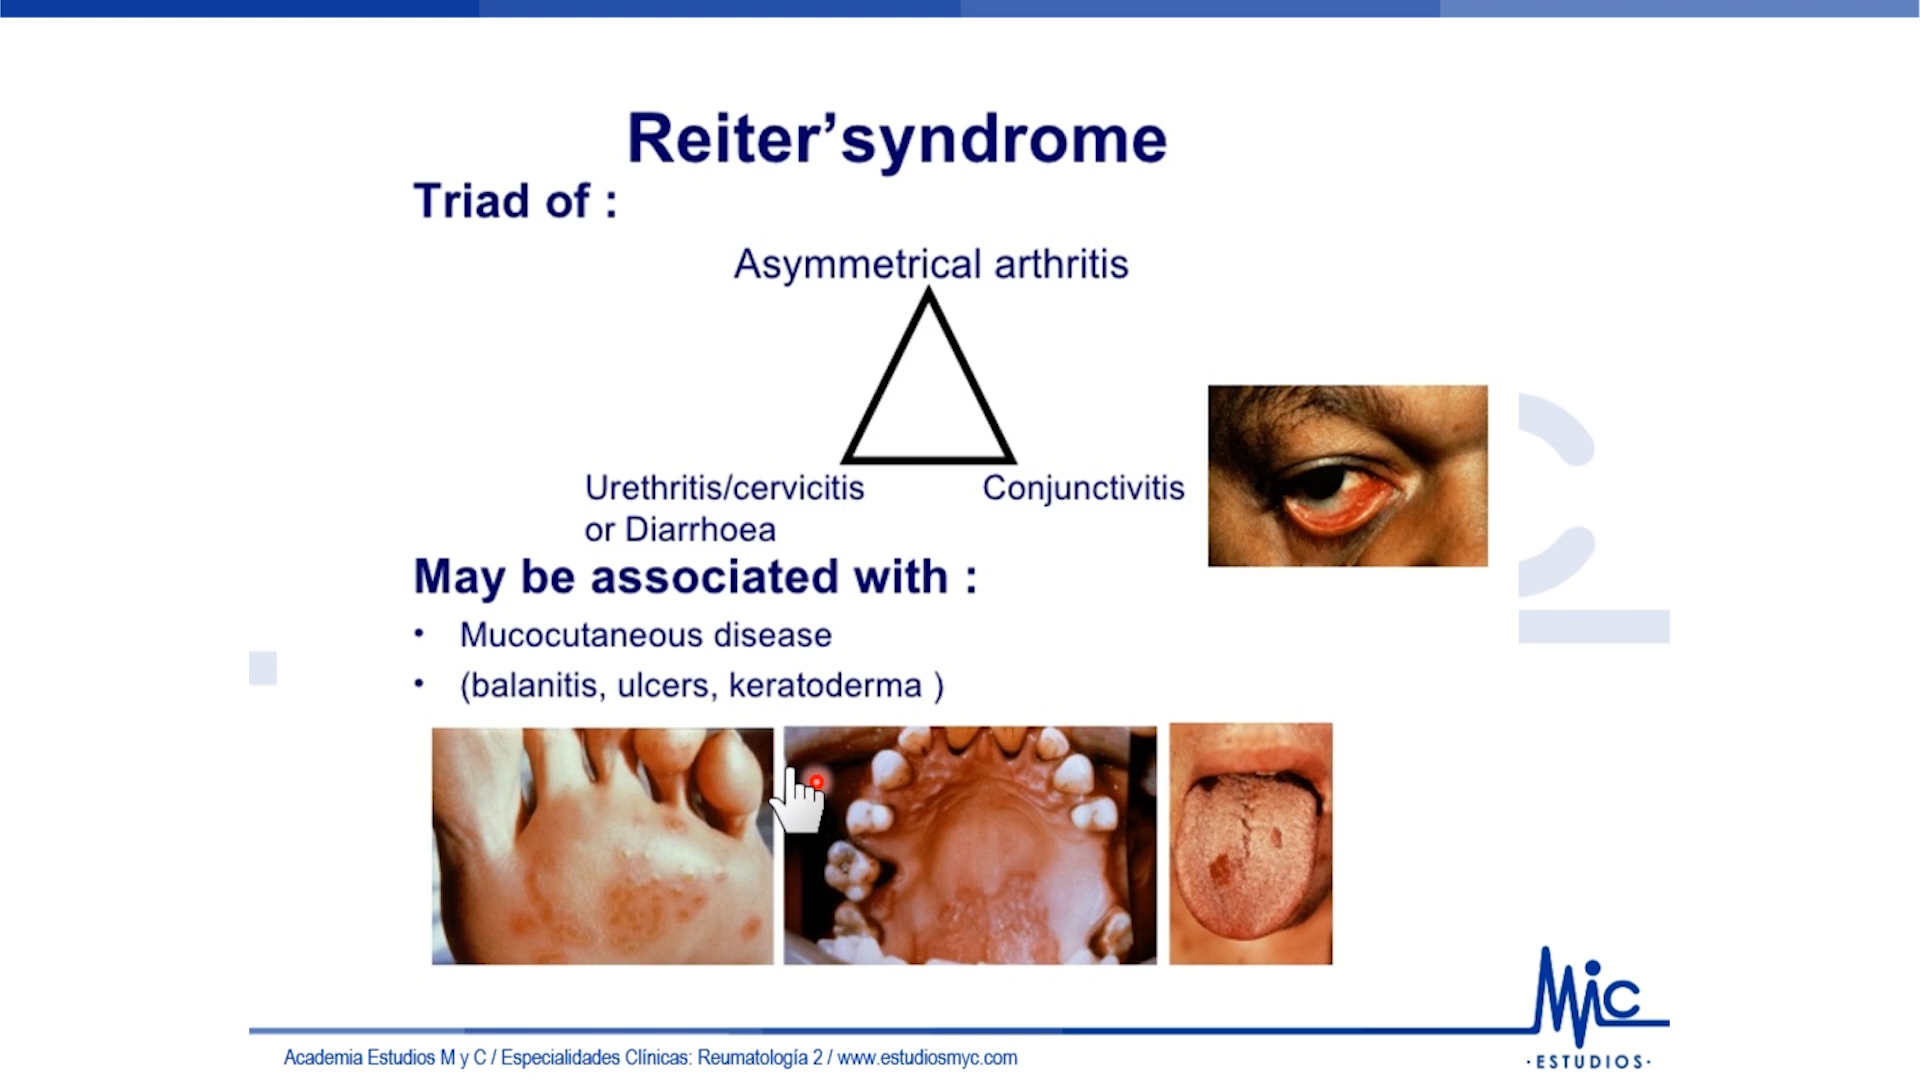 Reiter’syndrome
Triad of :
Asymmetrical arthritis
Urethritis/cervicitis
or Diarrhoea
Conjunctivitis
May be associated with :
• Mucocutaneous disease
• (balanitis, ulcers, keratoderma )
Mic
·ESTUDIOS·
Academia Estudios M y C / Especialidades Clínicas: Reumatología 2 / www.estudiosmyc.com